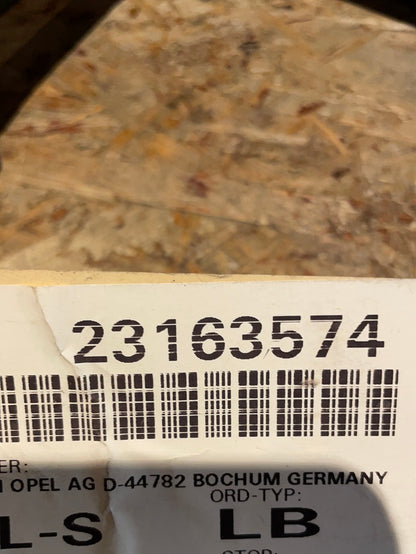 23163574
ER:
OPEL AG D-44782 BOCHUM GERMANY
ORD-TYP:
L-S LB